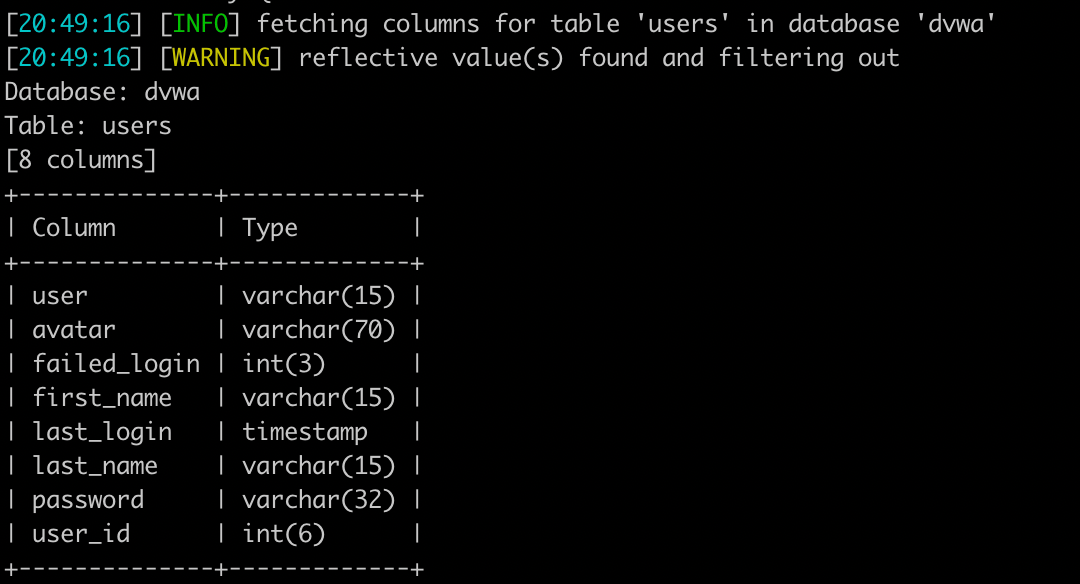 [20:49:16] [INFO] fetching columns for table 'users' in database 'dvwa'
[20:49:16] [WARNING] reflective value(s) found and filtering out
Database: dvwa
Table: users
[8 columns]
+--------------+-------------+
| Column       | Type        |
+--------------+-------------+
| user         | varchar(15) |
| avatar       | varchar(70) |
| failed_login | int(3)      |
| first_name   | varchar(15) |
| last_login   | timestamp   |
| last_name    | varchar(15) |
| password     | varchar(32) |
| user_id      | int(6)      |
+--------------+-------------+